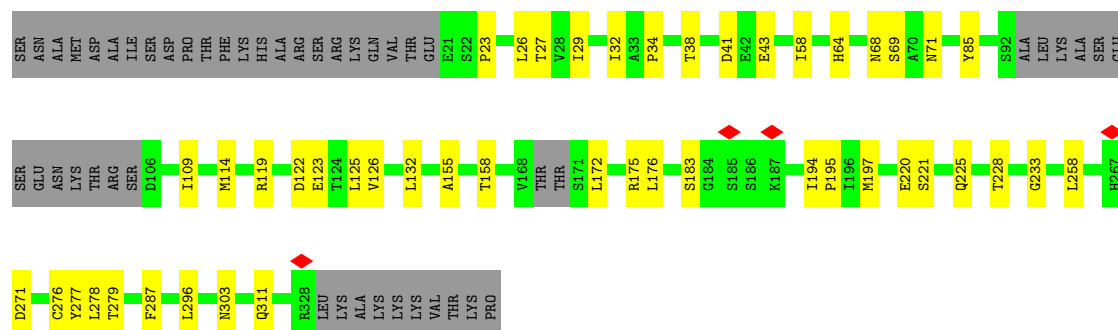 SER ASN ALA MET ASP ALA ILE SER ASP PRO THR PHE LYS HIS ALA ARG SER ARG LYS GLN VAL THR GLU E21 S22 P23 L26 T27 V28 I29 I32 A33 P34 T38 D41 E42 E43 I58 H64 N68 S69 A70 N71 Y85 S92 ALA LEU LYS ALA SER GLU
SER GLU ASN LYS THR ARG SER D106 I109 M114 R119 D122 E123 T124 L125 V126 L132 A155 T158 V168 THR THR S171 L172 R175 L176 S183 G184 S185 S186 K187 I194 P195 I196 M197 E220 S221 Q225 T228 G233 L258 H267
D271 C276 Y277 L278 T279 F287 L296 N303 Q311 R328 LEU LYS ALA LYS LYS LYS VAL THR LYS PRO